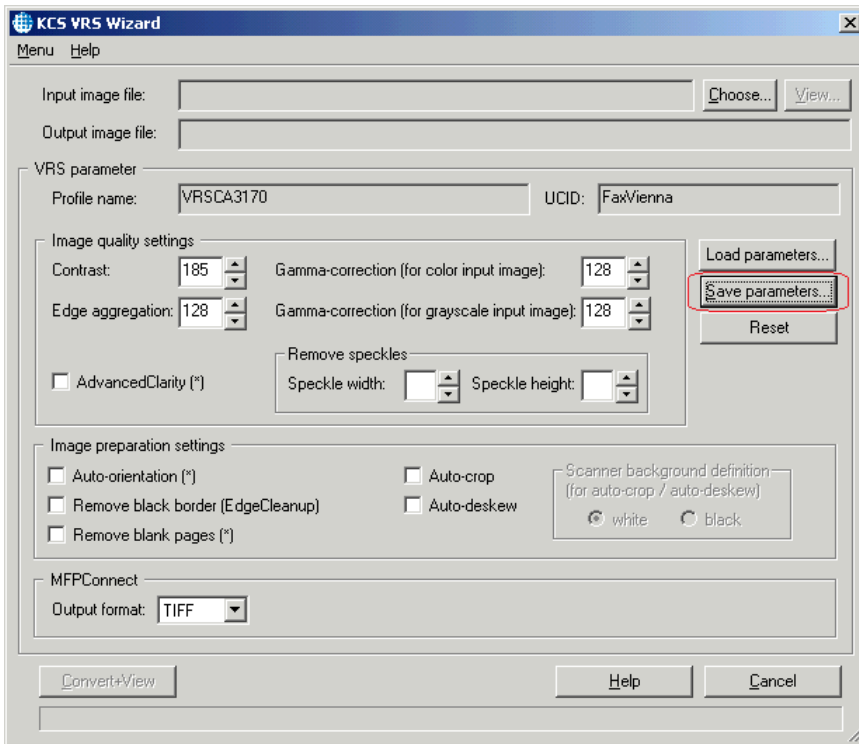 KCS VRS Wizard
Menu Help
Input image file: Choose... View...
Output image file:
VRS parameter
Profile name: VRSCA3170 UCID: FaxVienna
Image quality settings
Contrast: 185 Gamma-correction (for color input image): 128
Edge aggregation: 128 Gamma-correction (for grayscale input image): 128
Load parameters...
Save parameters...
Reset
Remove speckles
AdvancedClarity (*) Speckle width: Speckle height:
Image preparation settings
Auto-orientation (*) Auto-crop
Remove black border (EdgeCleanup) Auto-deskew
Remove blank pages (*)
Scanner background definition
(for auto-crop / auto-deskew)
white black
MFPConnect
Output format: TIFF
Convert+View Help Cancel